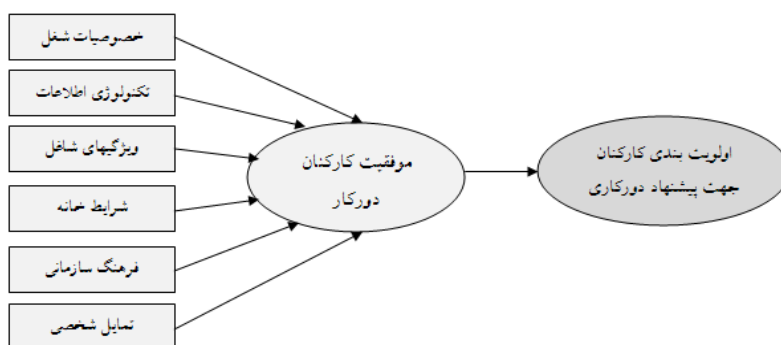 خصوصیات شغل
تکنولوژی اطلاعات
ویژگیهای شاغل
شرایط خانه
فرهنگ سازمانی
تمایل شخصی
موفقیت کارکنان
دورکار
اولویت بندی کارکنان
جهت پیشنهاد دورکاری